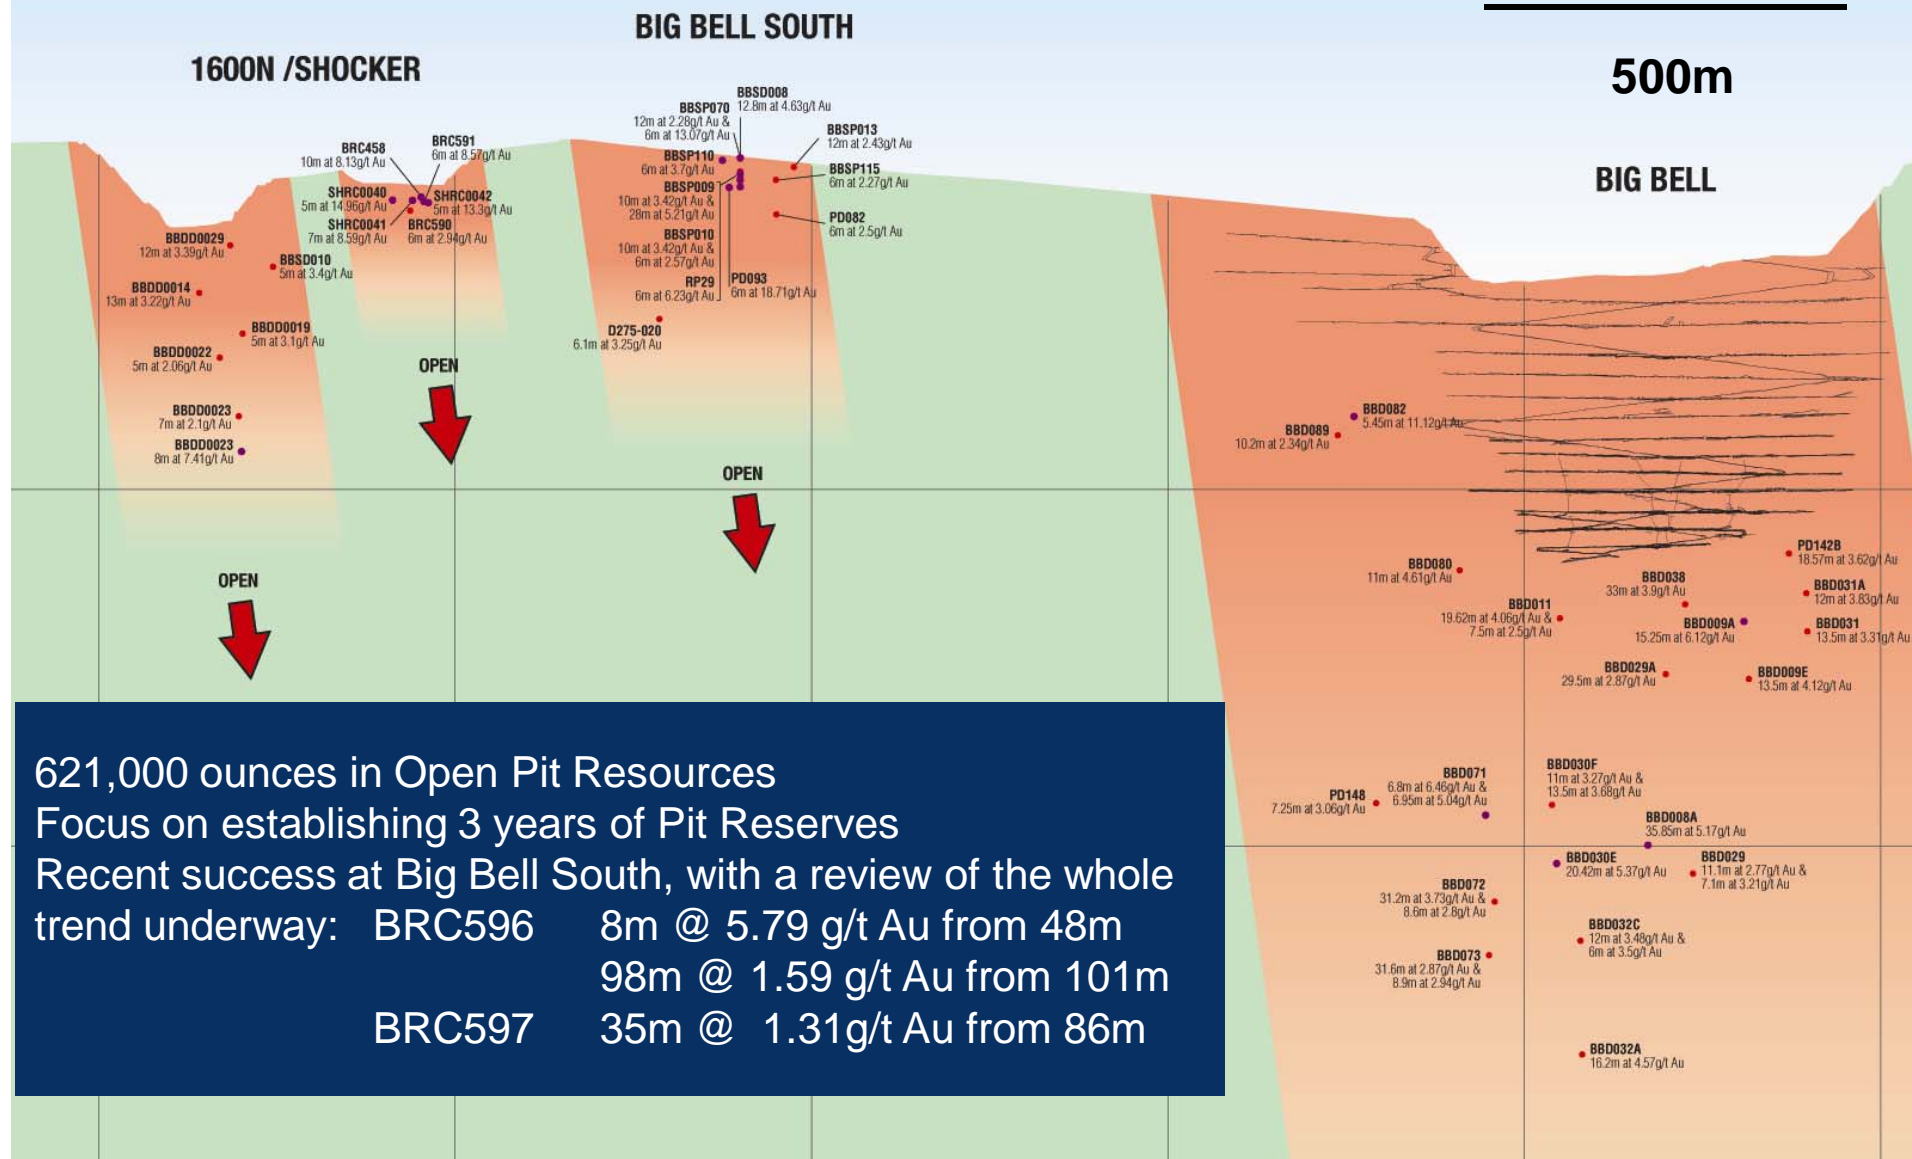 BIG BELL SOUTH
1600N /SHOCKER
500m
BIG BELL
BRC458
10m at 8.13g/t Au
BRC591
6m at 8.57g/t Au
SHRC0040
5m at 14.96g/t Au
SHRC0042
5m at 13.3g/t Au
SHRC0041
7m at 8.59g/t Au
BRC590
6m at 2.94g/t Au
BBDD0029
12m at 3.39g/t Au
BBSD010
5m at 3.4g/t Au
BBDD0014
13m at 3.22g/t Au
BBDD0019
5m at 3.1g/t Au
BBDD0022
5m at 2.06g/t Au
BBDD0023
7m at 2.1g/t Au
BBDD0023
8m at 7.41g/t Au
OPEN
OPEN
BBSD008
12.8m at 4.63g/t Au
BBSP070
12m at 2.28g/t Au &
6m at 13.07g/t Au
BBSP013
12m at 2.43g/t Au
BBSP110
6m at 3.7g/t Au
BBSP115
6m at 2.27g/t Au
BBSP009
10m at 3.42g/t Au &
28m at 5.21g/t Au
PD082
6m at 2.5g/t Au
BBSP010
10m at 3.42g/t Au &
6m at 2.57g/t Au
RP29
6m at 6.23g/t Au
PD093
6m at 18.71g/t Au
D275-020
6.1m at 3.25g/t Au
OPEN
BBD082
5.45m at 11.12g/t Au
BBD089
10.2m at 2.34g/t Au
BBD080
11m at 4.61g/t Au
BBD011
19.62m at 4.06g/t Au &
7.5m at 2.5g/t Au
BBD038
33m at 3.9g/t Au
PD142B
18.57m at 3.62g/t Au
BBD031A
12m at 3.83g/t Au
BBD009A
15.25m at 6.12g/t Au
BBD031
13.5m at 3.31g/t Au
BBD029A
29.5m at 2.87g/t Au
BBD009E
13.5m at 4.12g/t Au
BBD071
6.8m at 6.46g/t Au &
6.95m at 5.04g/t Au
PD148
7.25m at 3.06g/t Au
BBD030F
11m at 3.27g/t Au &
13.5m at 3.68g/t Au
BBD008A
35.85m at 5.17g/t Au
BBD030E
20.42m at 5.37g/t Au
BBD029
11.1m at 2.77g/t Au &
7.1m at 3.21g/t Au
BBD072
31.2m at 3.73g/t Au &
8.6m at 2.8g/t Au
BBD032C
12m at 3.48g/t Au &
6m at 3.5g/t Au
BBD073
31.6m at 2.87g/t Au &
8.9m at 2.94g/t Au
BBD032A
16.2m at 4.57g/t Au
621,000 ounces in Open Pit Resources
Focus on establishing 3 years of Pit Reserves
Recent success at Big Bell South, with a review of the whole
trend underway: BRC596 8m @ 5.79 g/t Au from 48m
98m @ 1.59 g/t Au from 101m
BRC597 35m @ 1.31g/t Au from 86m